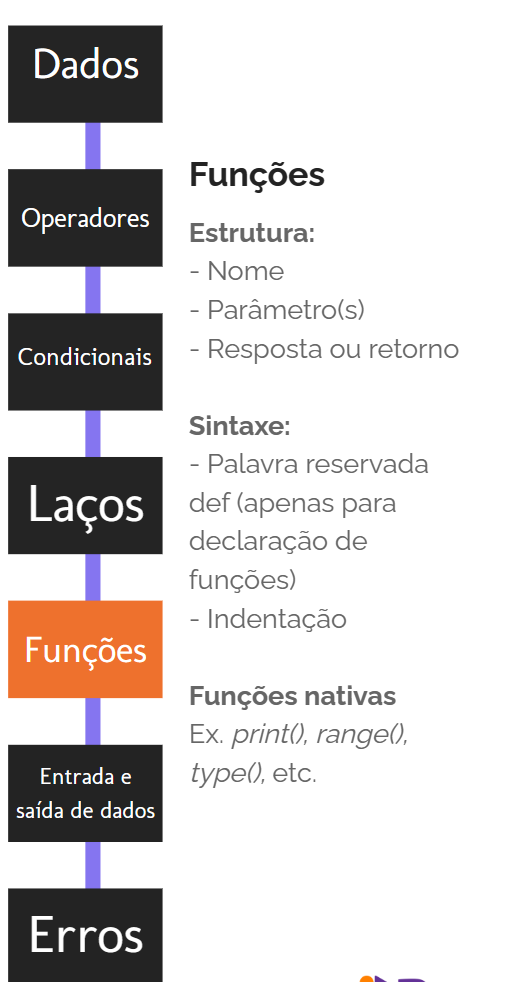 Dados
Operadores
Condicionais
Laços
Funções
Entrada e
saída de dados
Erros
Funções
Estrutura:
- Nome
- Parâmetro(s)
- Resposta ou retorno
Sintaxe:
- Palavra reservada
def (apenas para
declaração de
funções)
- Indentação
Funções nativas
Ex. print(), range(),
type(), etc.